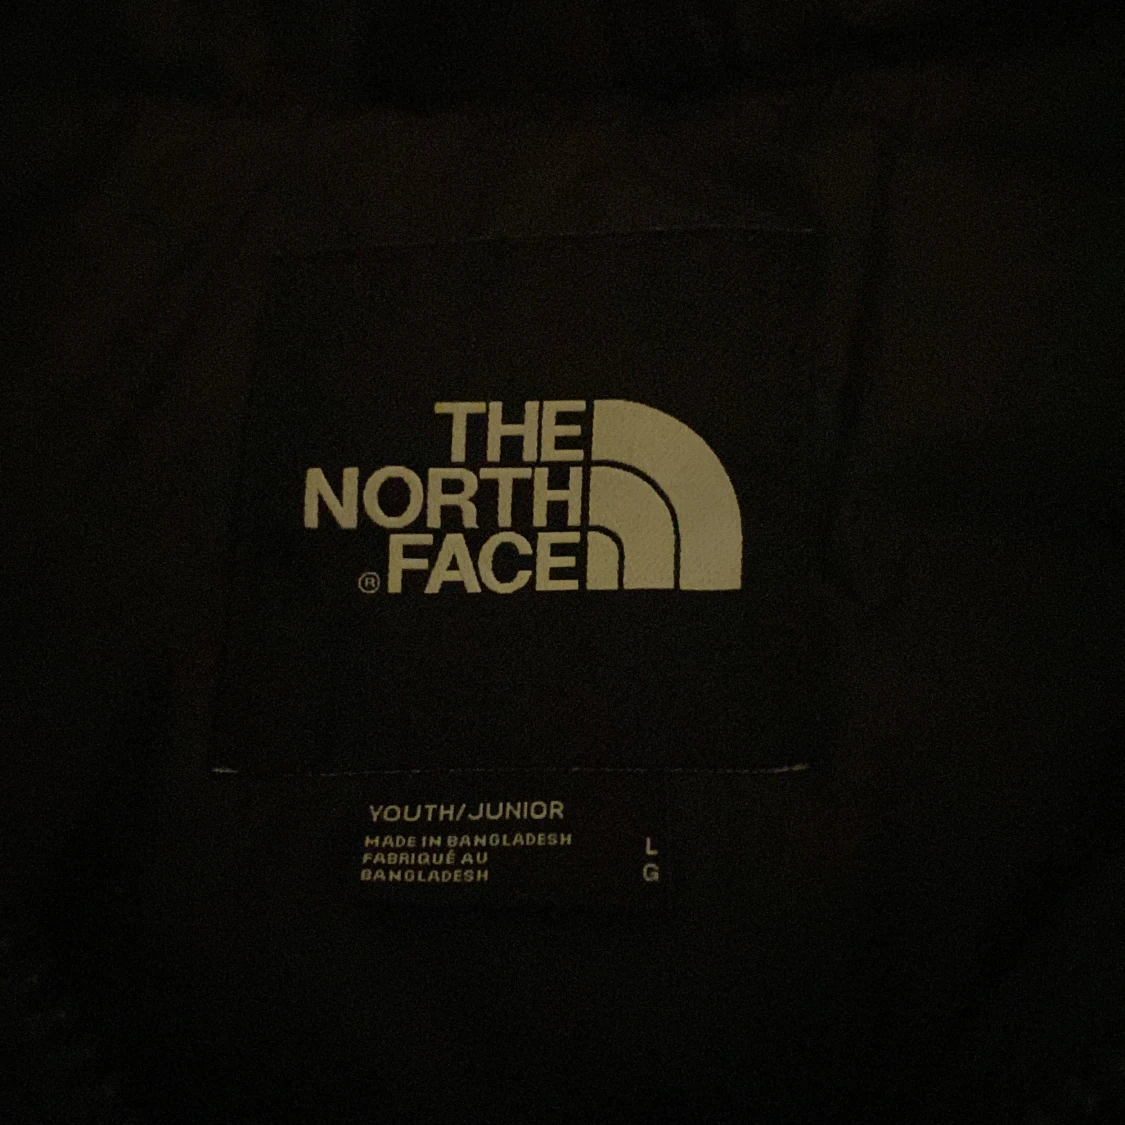 THE
NORTH
® FACE
YOUTH/JUNIOR
MADE IN BANGLADESH
FABRIQUÉ AU
BANGLADESH
L
G